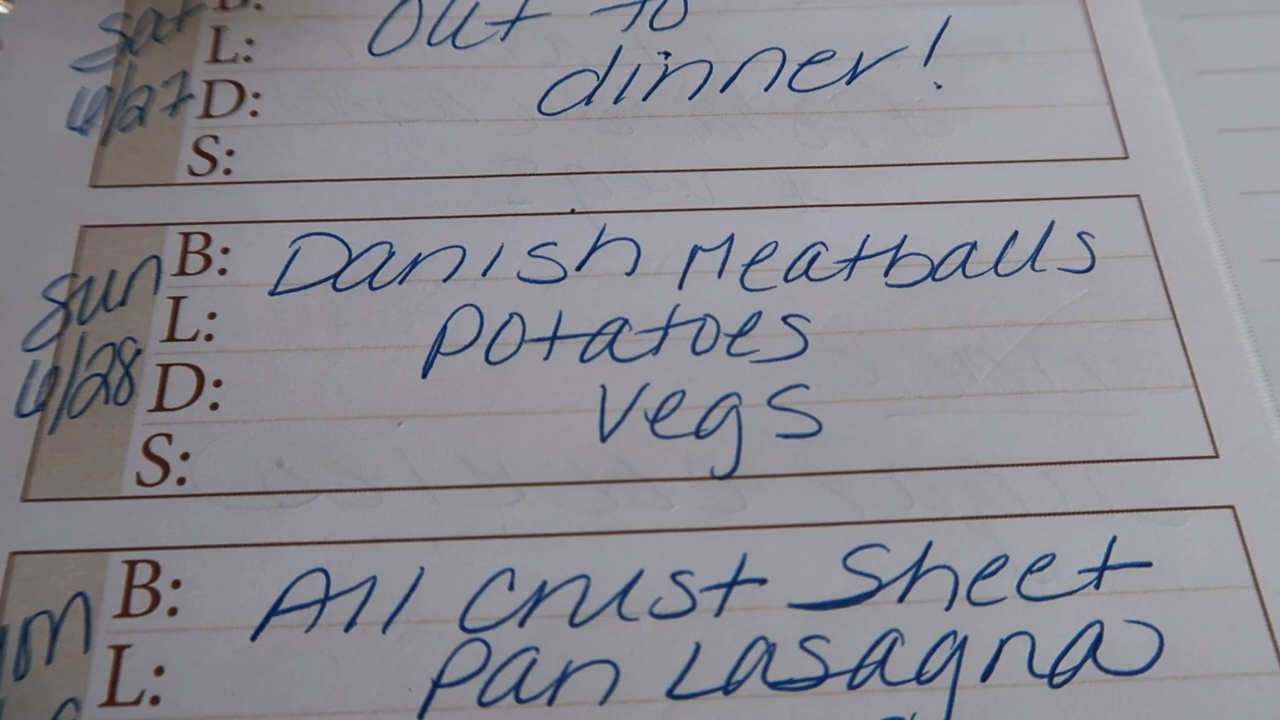 Sat B: Out to
L: dinner!
6/27 D:
S:
Sun B: Danish Meatballs
L: Potatoes
6/28 D: Vegs
S:
B: All Crust Sheet
L: Pan Lasagna